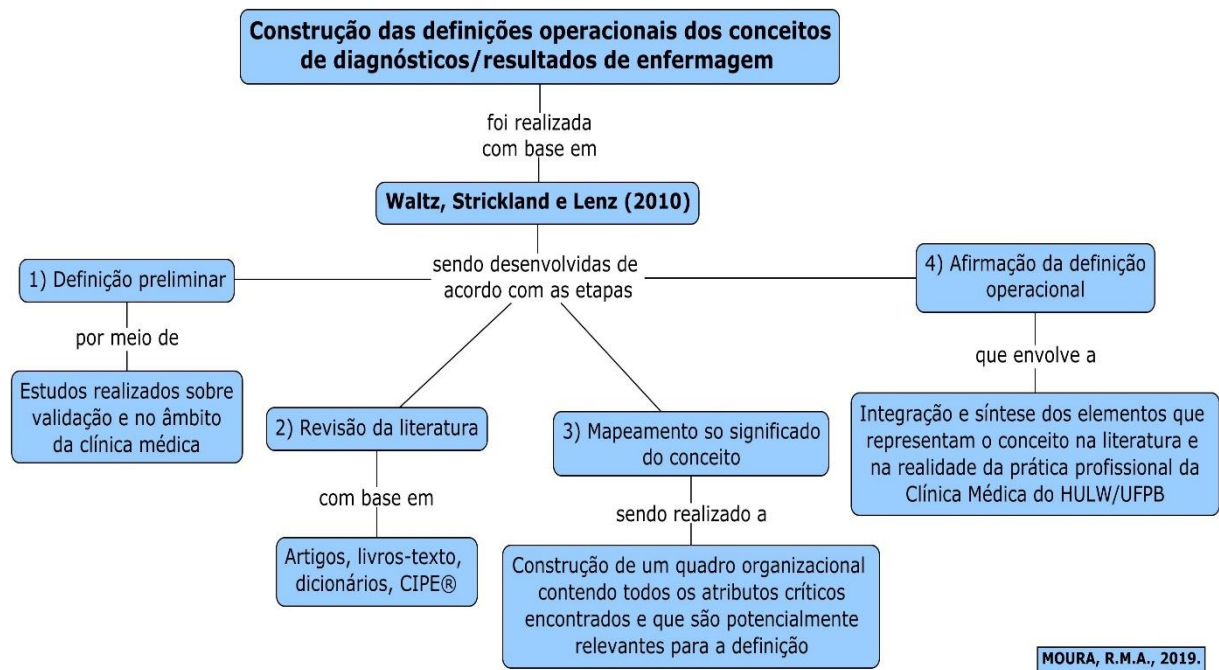 Construção das definições operacionais dos conceitos
de diagnósticos/resultados de enfermagem
foi realizada
com base em
Waltz, Strickland e Lenz (2010)
sendo desenvolvidas de
acordo com as etapas
1) Definição preliminar
por meio de
Estudos realizados sobre
validação e no âmbito
da clínica médica
2) Revisão da literatura
com base em
Artigos, livros-texto,
dicionários, CIPE®
3) Mapeamento so significado
do conceito
sendo realizado a
Construção de um quadro organizacional
contendo todos os atributos críticos
encontrados e que são potencialmente
relevantes para a definição
4) Afirmação da definição
operacional
que envolve a
Integração e síntese dos elementos que
representam o conceito na literatura e
na realidade da prática profissional da
Clínica Médica do HULW/UFPB
MOURA, R.M.A., 2019.